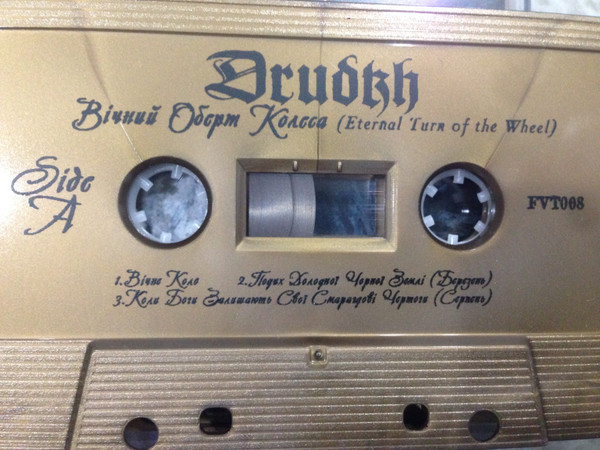 Drudkh
Вічний Оберт Колеса (Eternal Turn of the Wheel)
Side
A
FVT008
1.Вічне Коло 2.Подих Холодної Чорної Землі (Березень)
3.Коли Боги Залишають Свої Смарагдові Чертоги (Серпень)